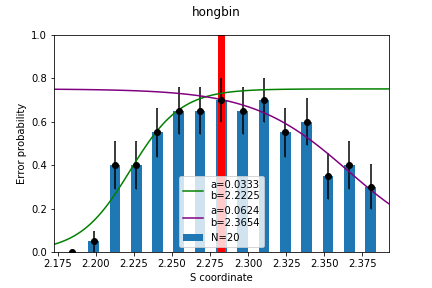 hongbin
1.0
0.8
0.6
0.4
0.2
0.0
Error probability
a=0.0333
b=2.2225
a=0.0624
b=2.3654
N=20
2.175 2.200 2.225 2.250 2.275 2.300 2.325 2.350 2.375
S coordinate